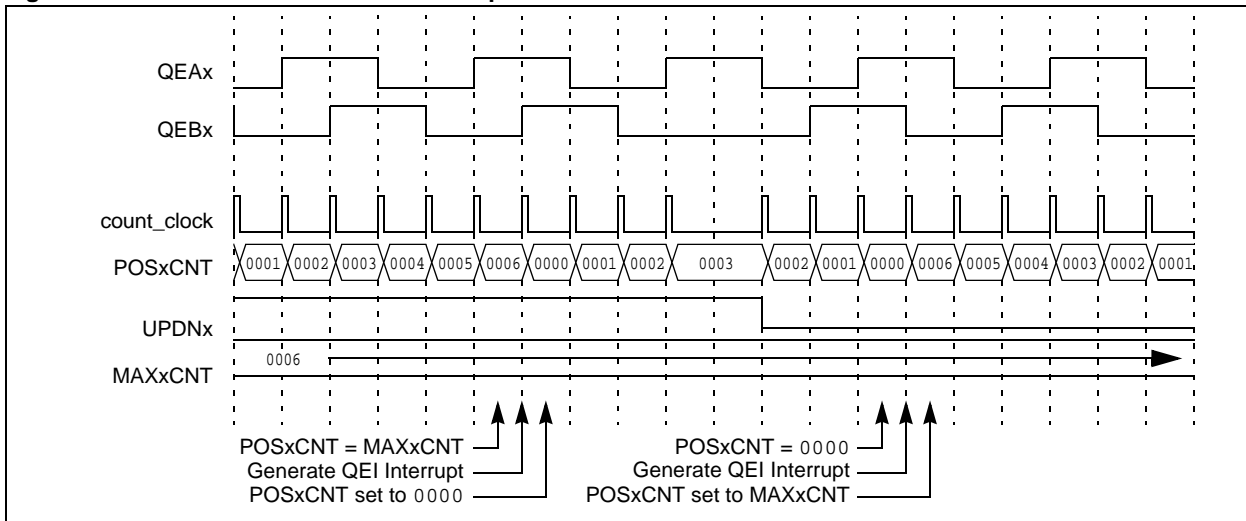 QEAx
QEBx
count_clock
POSxCNT 0001 0002 0003 0004 0005 0006 0000 0001 0002 0003 0002 0001 0000 0006 0005 0004 0003 0002 0001
UPDNx
0006
MAXxCNT
POSxCNT = MAXxCNT POSxCNT = 0000
Generate QEI Interrupt Generate QEI Interrupt
POSxCNT set to 0000 POSxCNT set to MAXxCNT